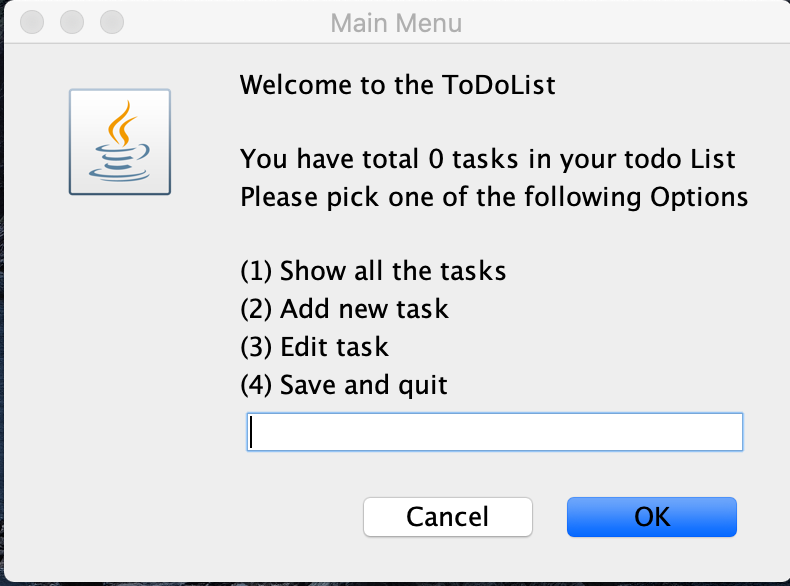 Main Menu
Welcome to the ToDoList
You have total 0 tasks in your todo List
Please pick one of the following Options
(1) Show all the tasks
(2) Add new task
(3) Edit task
(4) Save and quit
Cancel OK